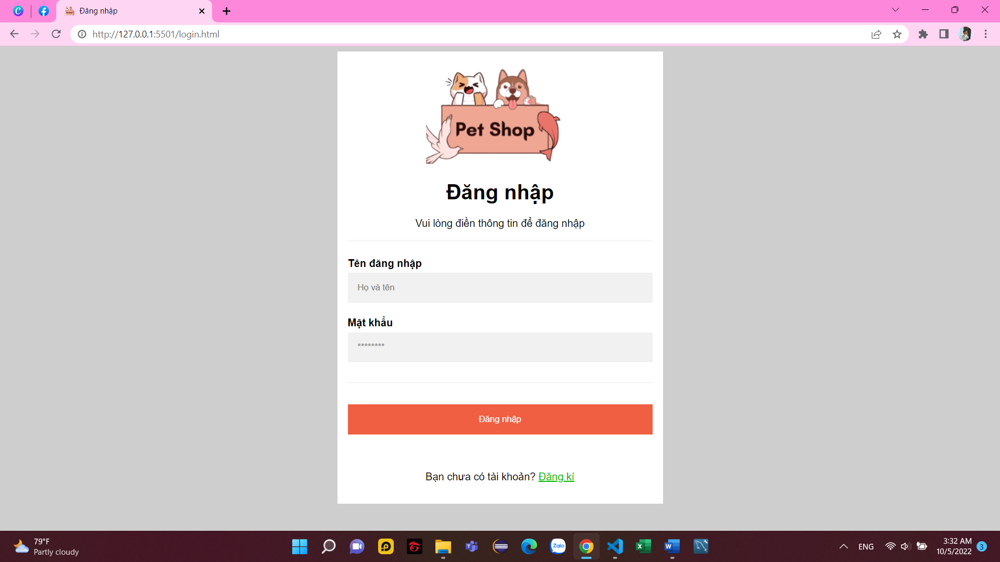 Đăng nhập
http://127.0.0.1:5501/login.html
Pet Shop
Đăng nhập
Vui lòng điền thông tin để đăng nhập
Tên đăng nhập
Họ và tên
Mật khẩu
********
Đăng nhập
Bạn chưa có tài khoản? Đăng kí
79°F
Partly cloudy
Zalo
ENG
3:32 AM
10/5/2022
3